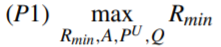 (P1) max R_min
R_min,A,P^U,Q